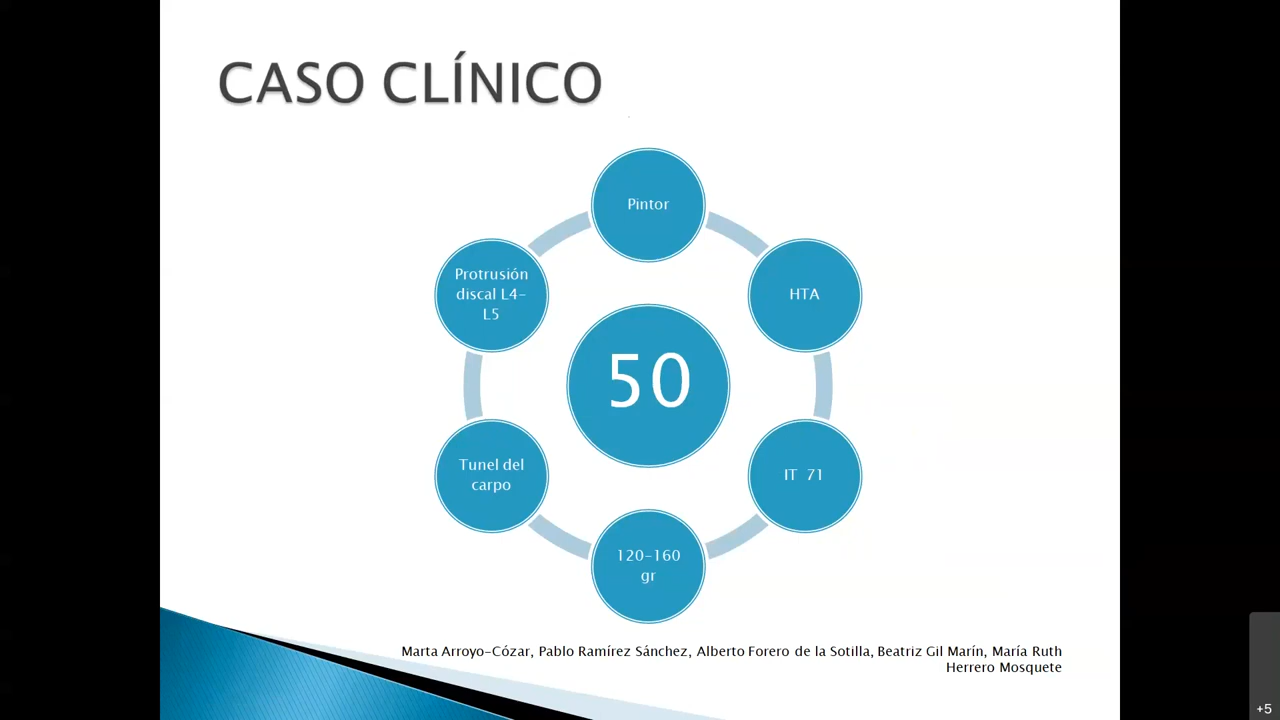 CASO CLÍNICO
Pintor
HTA
IT 71
120-160
gr
Tunel del
carpo
Protrusión
discal L4-
L5
50
Marta Arroyo-Cózar, Pablo Ramírez Sánchez, Alberto Forero de la Sotilla, Beatriz Gil Marín, María Ruth
Herrero Mosquete
+5